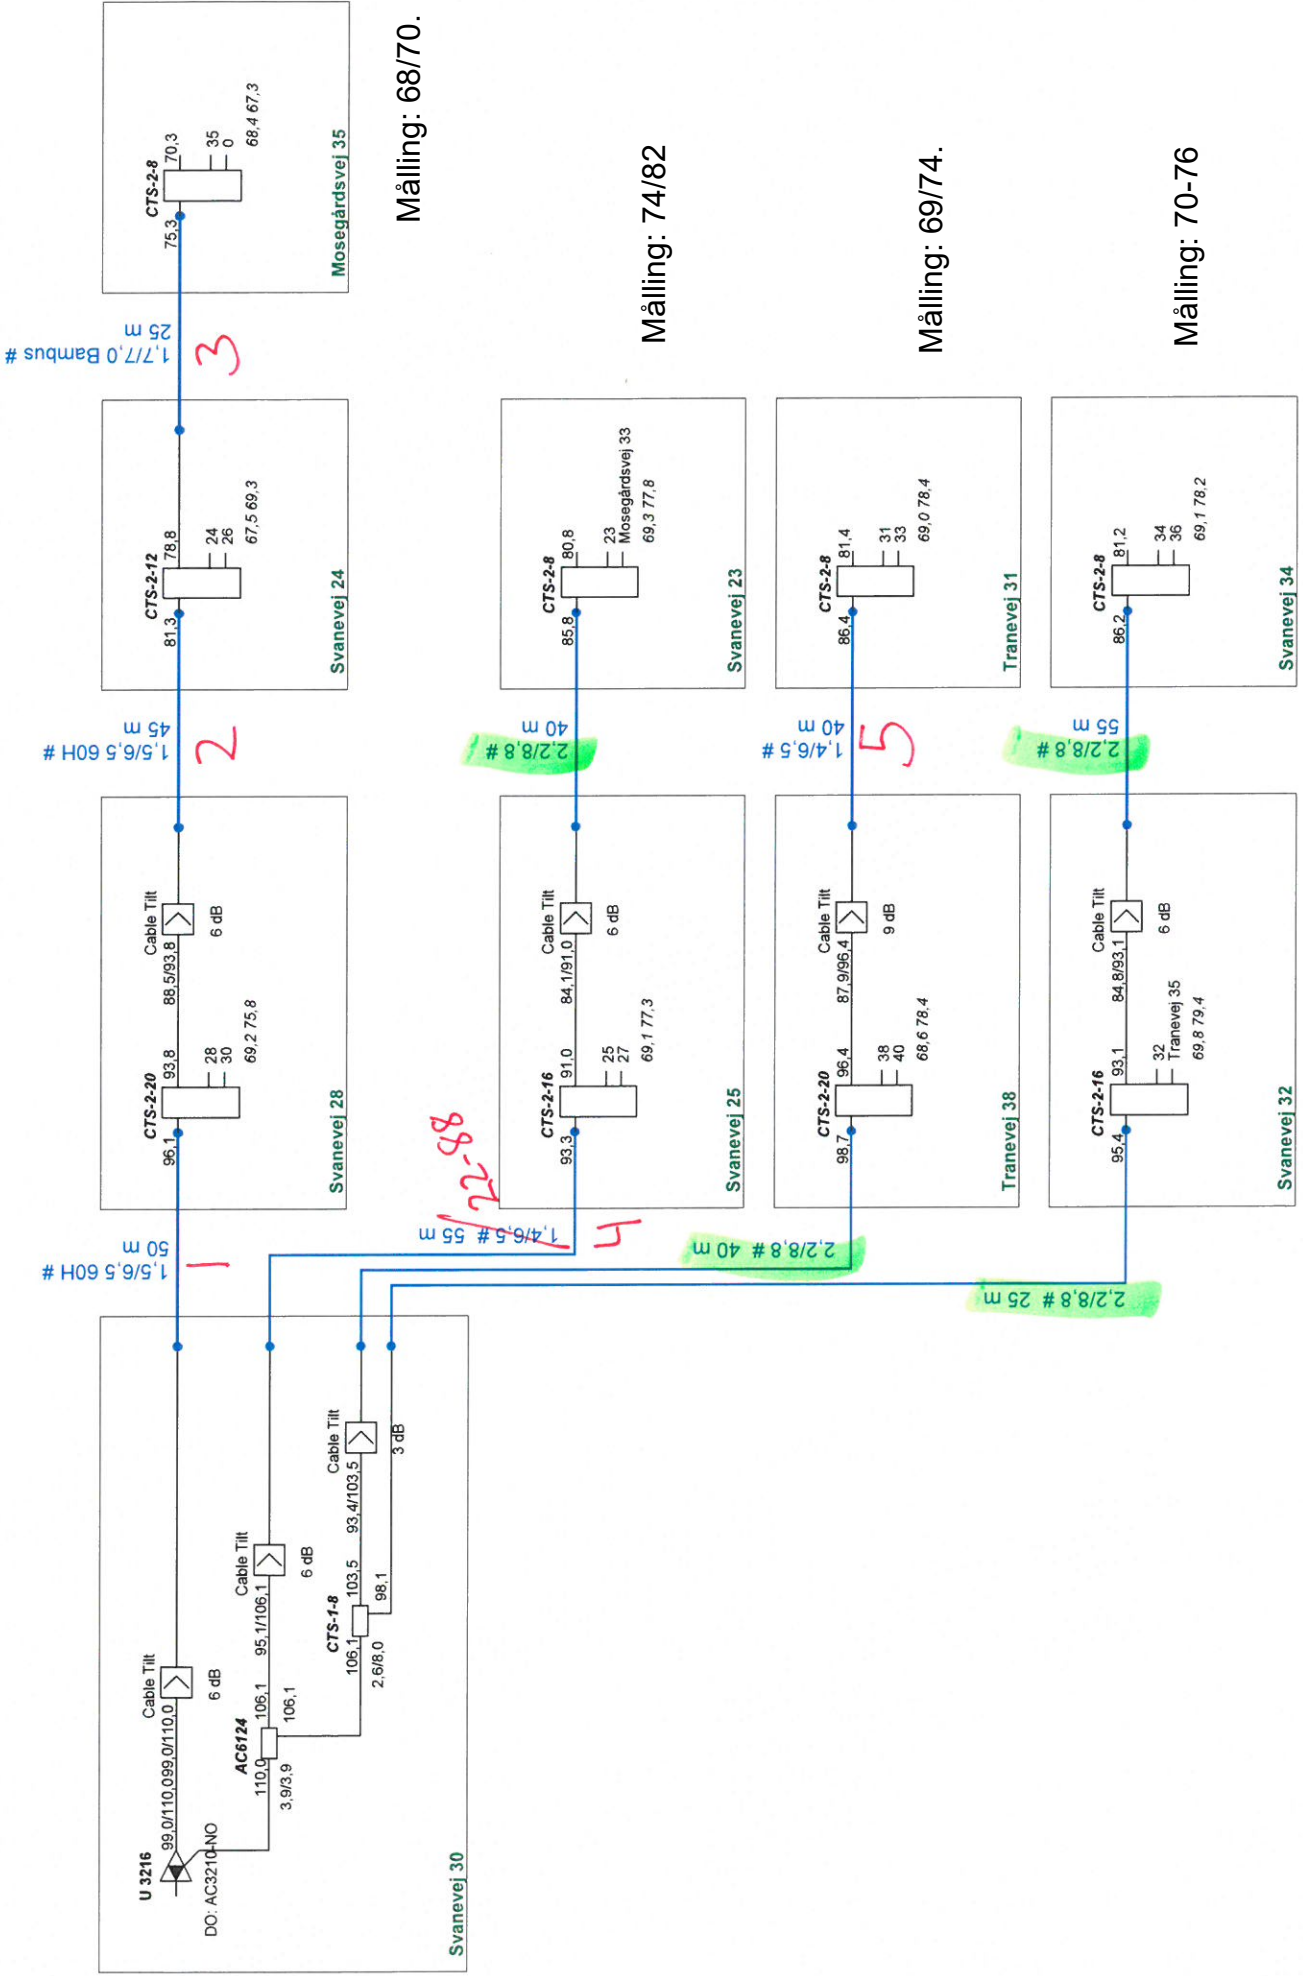 U 3216
99,0/110,099,0/110,0
DO: AC3210-NO
Cable Tilt
6 dB
AC6124
110,0
106,1
106,1
3,9/3,9
95,1/106,1
Cable Tilt
6 dB
CTS-1-8
106,1
103,5
98,1
2,6/8,0
93,4/103,5
Cable Tilt
3 dB
Svanevej 30
1,5/6,5 60H #
50 m
1
1,4/6,5 # 55 m
22-88
4
2,2/8,8 # 40 m
2,2/8,8 # 25 m
CTS-2-20
96,1
93,8
28
30
69,2 75,8
88,5/93,8
Cable Tilt
6 dB
Svanevej 28
1,5/6,5 60H #
45 m
2
CTS-2-12
81,3
78,8
24
26
67,5 69,3
Svanevej 24
1,7/7,0 Bambus #
25 m
3
CTS-2-8
75,3
70,3
35
0
68,4 67,3
Mosegårdsvej 35
Målling: 68/70.
CTS-2-16
93,3
91,0
25
27
69,1 77,3
84,1/91,0
Cable Tilt
6 dB
Svanevej 25
2,2/8,8 #
40 m
CTS-2-8
85,8
80,8
23
Mosegårdsvej 33
69,3 77,8
Svanevej 23
Målling: 74/82
CTS-2-20
98,7
96,4
38
40
68,6 78,4
87,9/96,4
Cable Tilt
9 dB
Tranevej 38
1,4/6,5 #
40 m
5
CTS-2-8
86,4
81,4
31
33
69,0 78,4
Tranevej 31
Målling: 69/74.
CTS-2-16
95,4
93,1
32
Tranevej 35
69,8 79,4
84,8/93,1
Cable Tilt
6 dB
Svanevej 32
2,2/8,8 #
55 m
CTS-2-8
86,2
81,2
34
36
69,1 78,2
Svanevej 34
Målling: 70-76